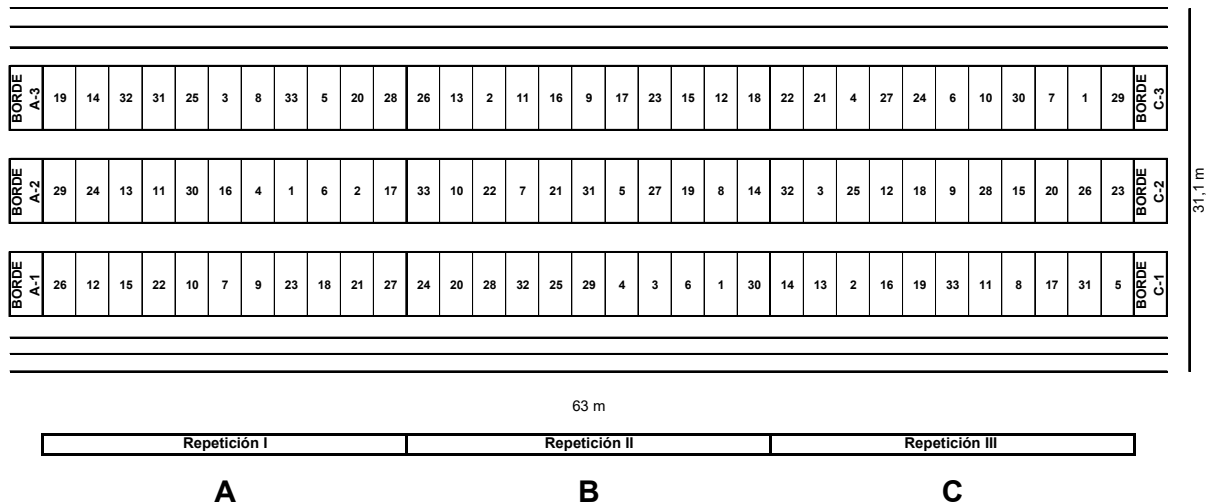 BORDE A-3 19 14 32 31 25 3 8 33 5 20 28 26 13 2 11 16 9 17 23 15 12 18 22 21 4 27 24 6 10 30 7 1 29 BORDE C-3
BORDE A-2 29 24 13 11 30 16 4 1 6 2 17 33 10 22 7 21 31 5 27 19 8 14 32 3 25 12 18 9 28 15 20 26 23 BORDE C-2
31,1 m
BORDE A-1 26 12 15 22 10 7 9 23 18 21 27 24 20 28 32 25 29 4 3 6 1 30 14 13 2 16 19 33 11 8 17 31 5 BORDE C-1
63 m
Repetición I Repetición II Repetición III
A B C